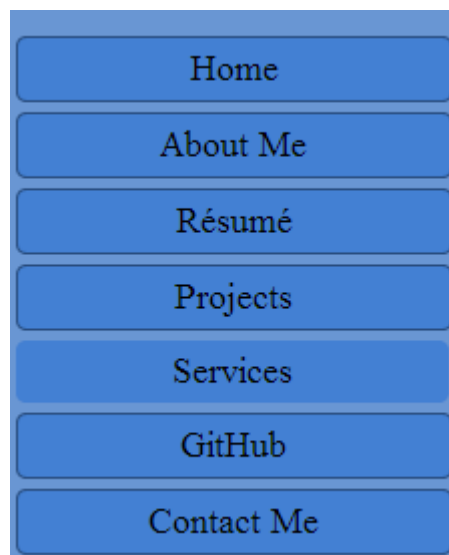 Home
About Me
Résumé
Projects
Services
GitHub
Contact Me